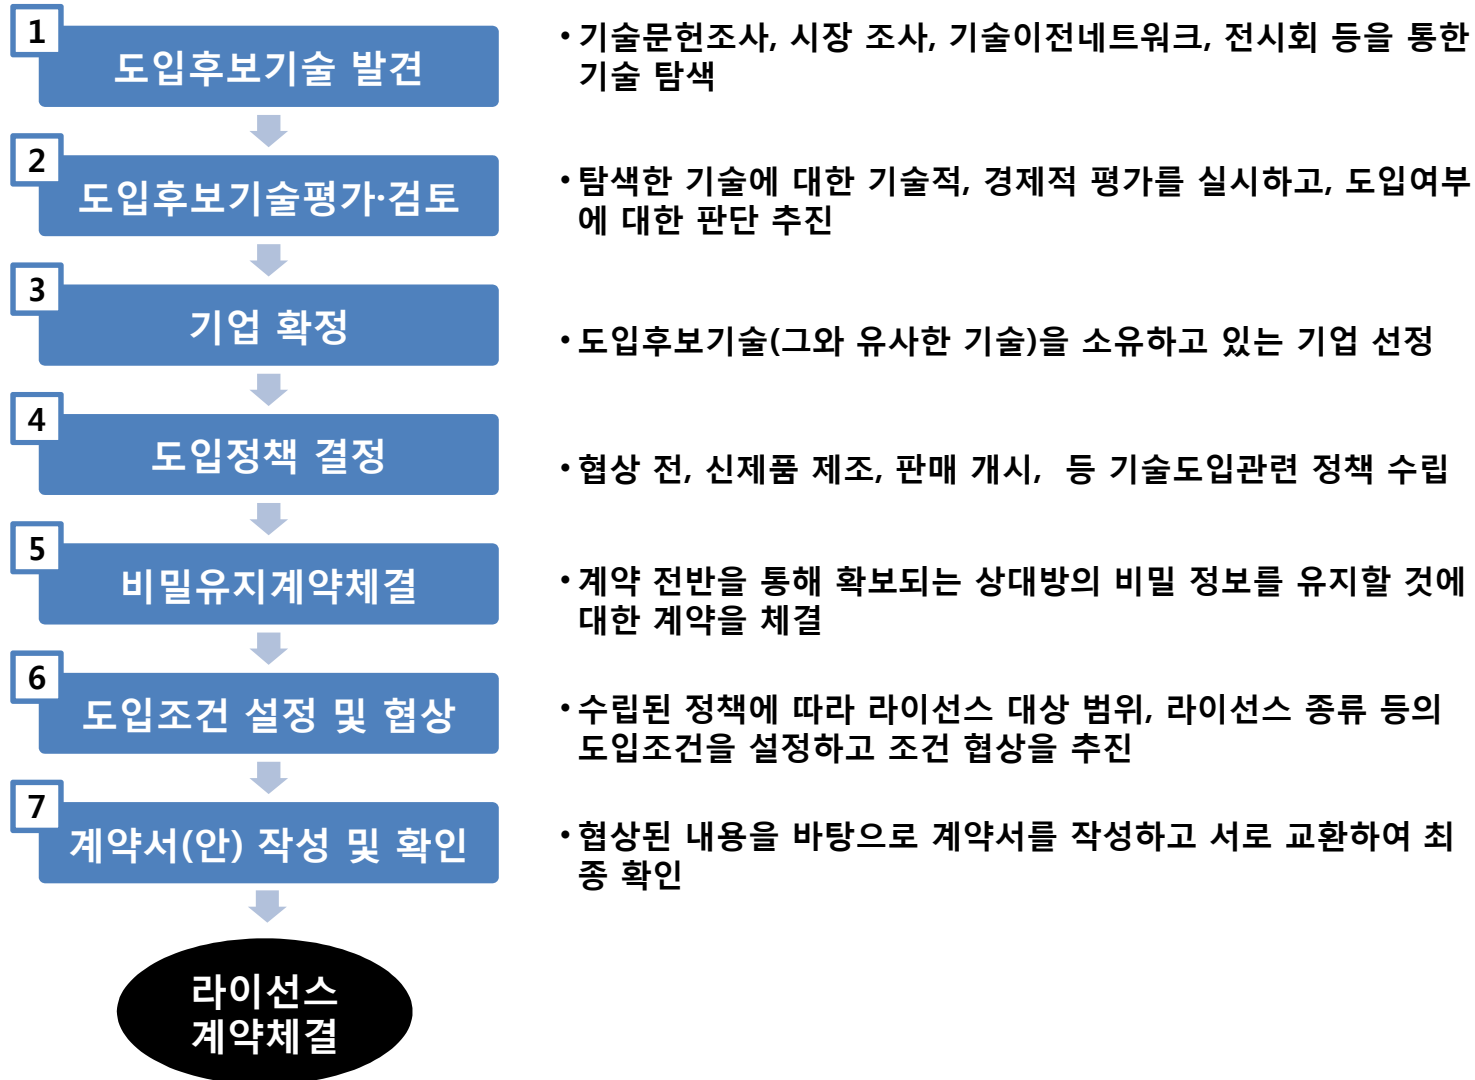 1
도입후보기술 발견
• 기술문헌조사, 시장 조사, 기술이전네트워크, 전시회 등을 통한
기술 탐색
2
도입후보기술평가·검토
• 탐색한 기술에 대한 기술적, 경제적 평가를 실시하고, 도입여부
에 대한 판단 추진
3
기업 확정
• 도입후보기술(그와 유사한 기술)을 소유하고 있는 기업 선정
4
도입정책 결정
• 협상 전, 신제품 제조, 판매 개시, 등 기술도입관련 정책 수립
5
비밀유지계약체결
• 계약 전반을 통해 확보되는 상대방의 비밀 정보를 유지할 것에
대한 계약을 체결
6
도입조건 설정 및 협상
• 수립된 정책에 따라 라이선스 대상 범위, 라이선스 종류 등의
도입조건을 설정하고 조건 협상을 추진
7
계약서(안) 작성 및 확인
• 협상된 내용을 바탕으로 계약서를 작성하고 서로 교환하여 최
종 확인
라이선스
계약체결